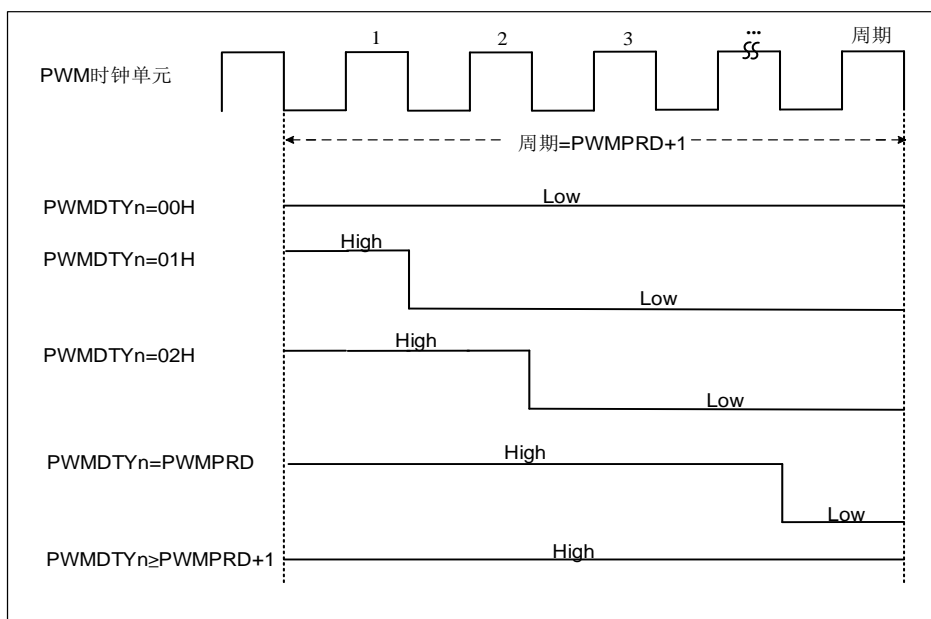 1 2 3 ... 周期
PWM时钟单元
周期=PWMPRD+1
PWMDTYn=00H Low
PWMDTYn=01H High Low
PWMDTYn=02H High Low
PWMDTYn=PWMPRD High Low
PWMDTYn≥PWMPRD+1 High